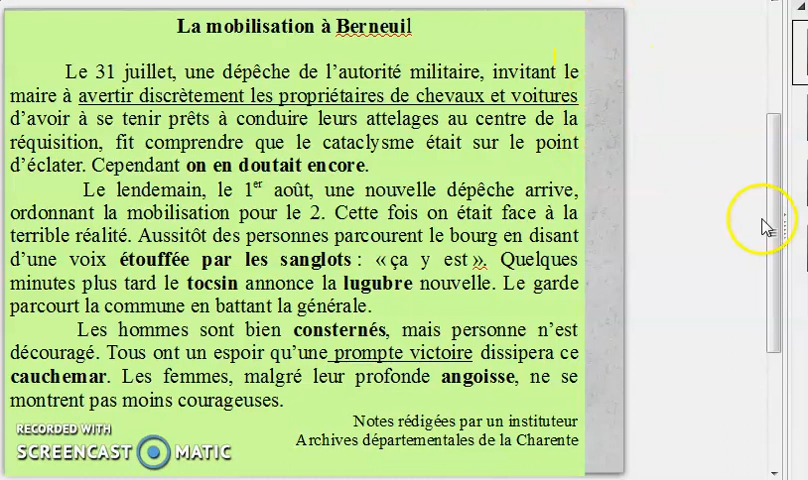 La mobilisation à Berneuil
Le 31 juillet, une dépêche de l'autorité militaire, invitant le
maire à avertir discrètement les propriétaires de chevaux et voitures
d'avoir à se tenir prêts à conduire leurs attelages au centre de la
réquisition, fit comprendre que le cataclysme était sur le point
d'éclater. Cependant on en doutait encore.
Le lendemain, le 1er août, une nouvelle dépêche arrive,
ordonnant la mobilisation pour le 2. Cette fois on était face à la
terrible réalité. Aussitôt des personnes parcourent le bourg en disant
d'une voix étouffée par les sanglots : « ça y est ». Quelques
minutes plus tard le tocsin annonce la lugubre nouvelle. Le garde
parcourt la commune en battant la générale.
Les hommes sont bien consternés, mais personne n'est
découragé. Tous ont un espoir qu'une prompte victoire dissipera ce
cauchemar. Les femmes, malgré leur profonde angoisse, ne se
montrent pas moins courageuses.
Notes rédigées par un instituteur
Archives départementales de la Charente
RECORDED WITH
SCREENCAST MATIC